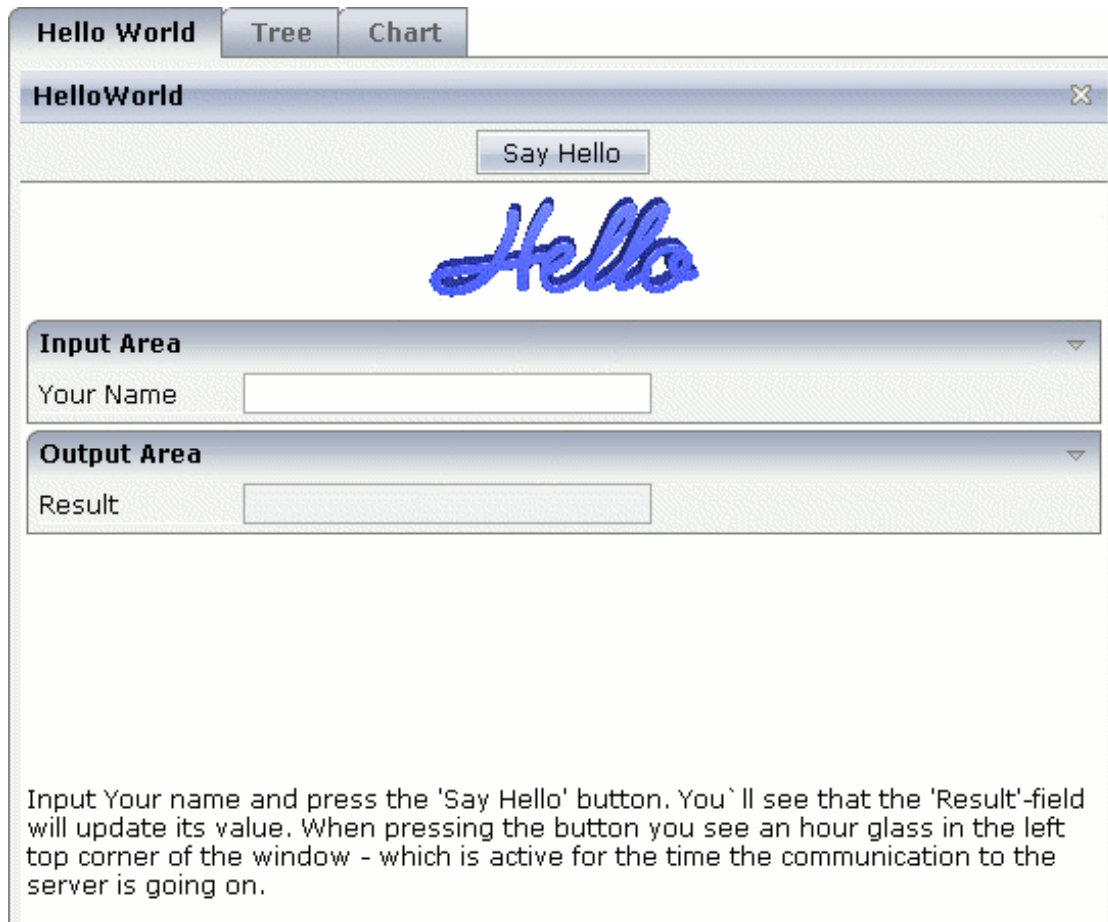 Hello World Tree Chart
HelloWorld
Say Hello
Hello
Input Area
Your Name
Output Area
Result
Input Your name and press the 'Say Hello' button. You`ll see that the 'Result'-field
will update its value. When pressing the button you see an hour glass in the left
top corner of the window - which is active for the time the communication to the
server is going on.